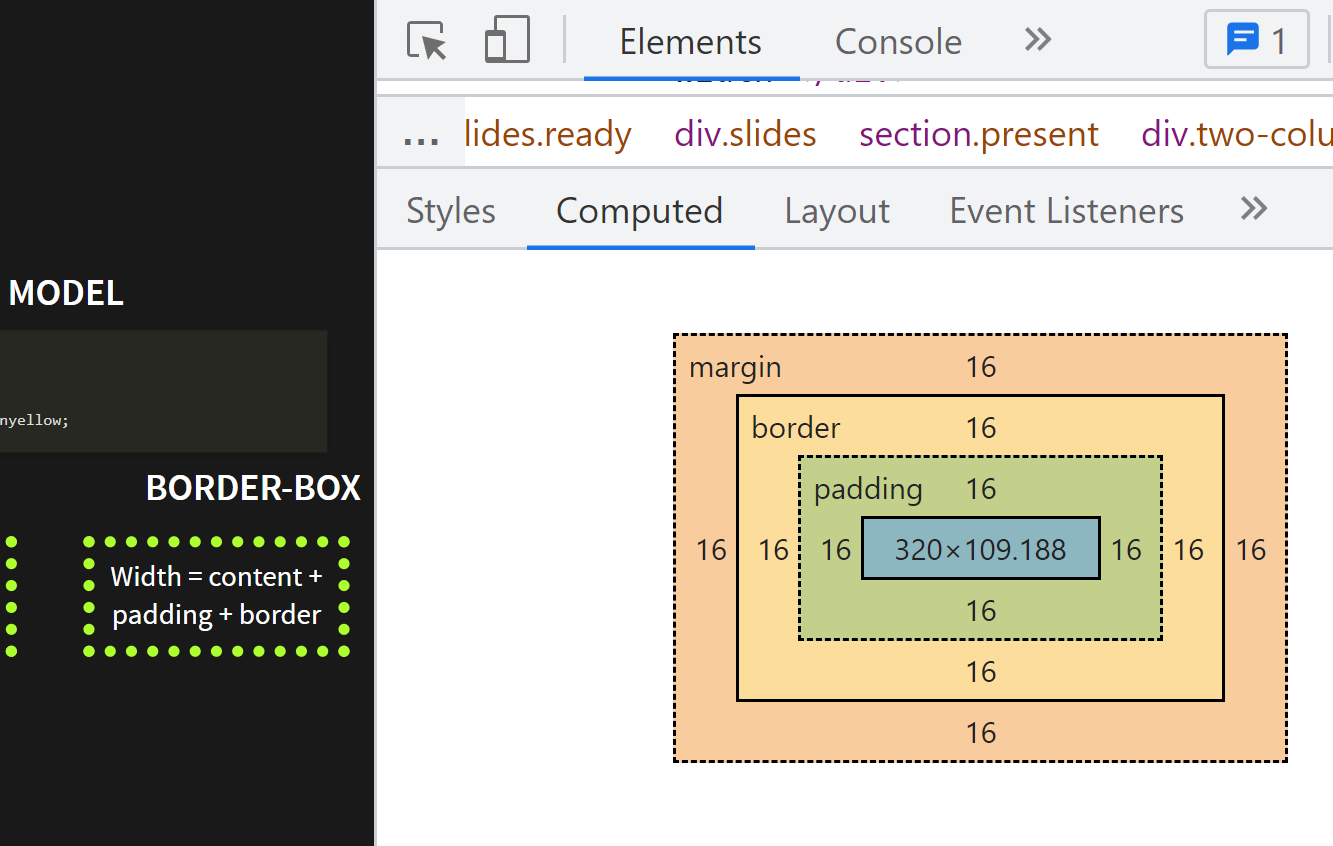 MODEL
nyellow;
BORDER-BOX
Width = content +
padding + border
Elements Console 1
... lides.ready div.slides section.present div.two-colu
Styles Computed Layout Event Listeners
margin 16
border 16
padding 16
16 16 16 320×109.188 16 16 16
16
16
16